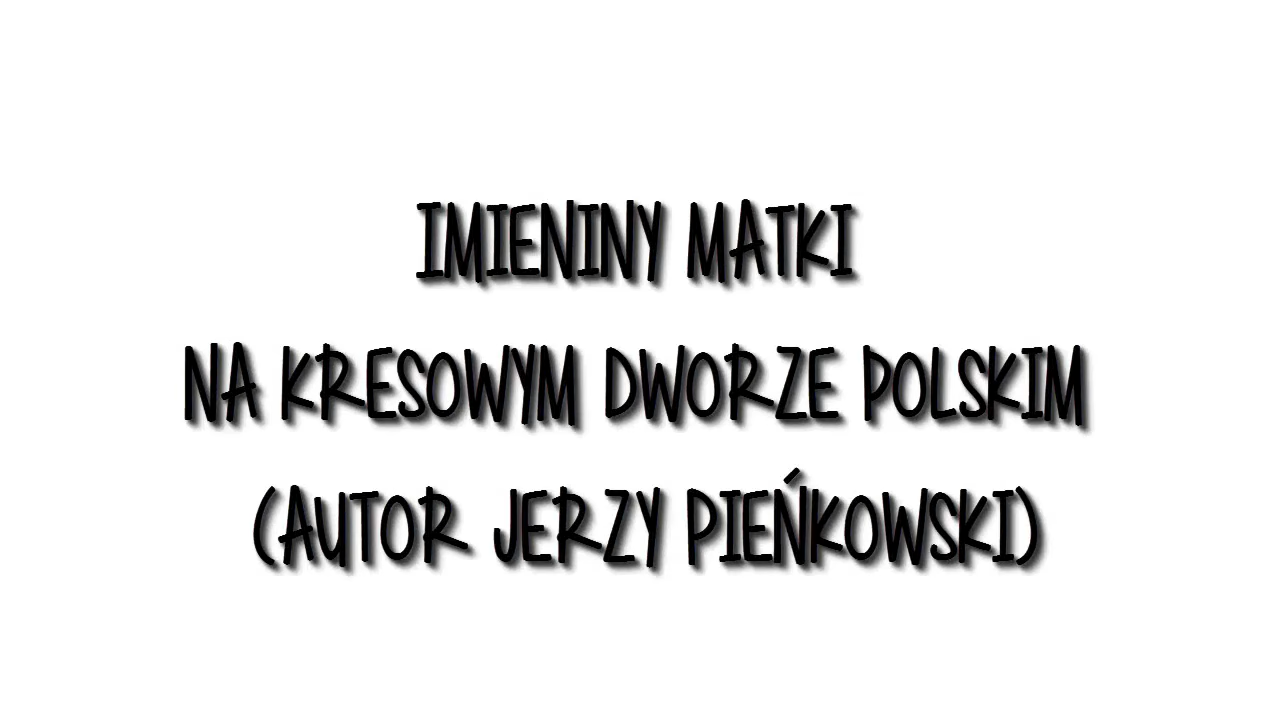 IMIENINY MATKI
NA KRESOWYM DWORZE POLSKIM
(AUTOR JERZY PIEŃKOWSKI)